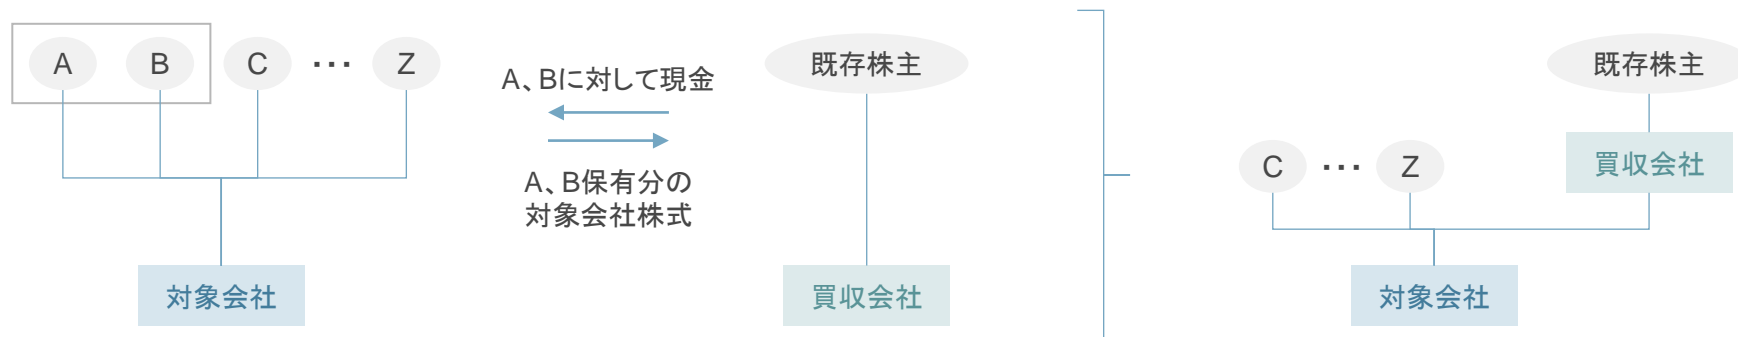 A
B
C
・・・
Z
対象会社
A、Bに対して現金
A、B保有分の
対象会社株式
既存株主
買収会社
既存株主
買収会社
C
・・・
Z
対象会社